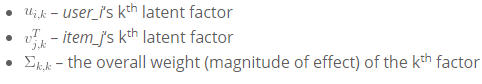 • u_{i,k} – user_i's k^{th} latent factor
• v^T_{j,k} – item_j's k^{th} latent factor
• Σ_{k,k} – the overall weight (magnitude of effect) of the k^{th} factor